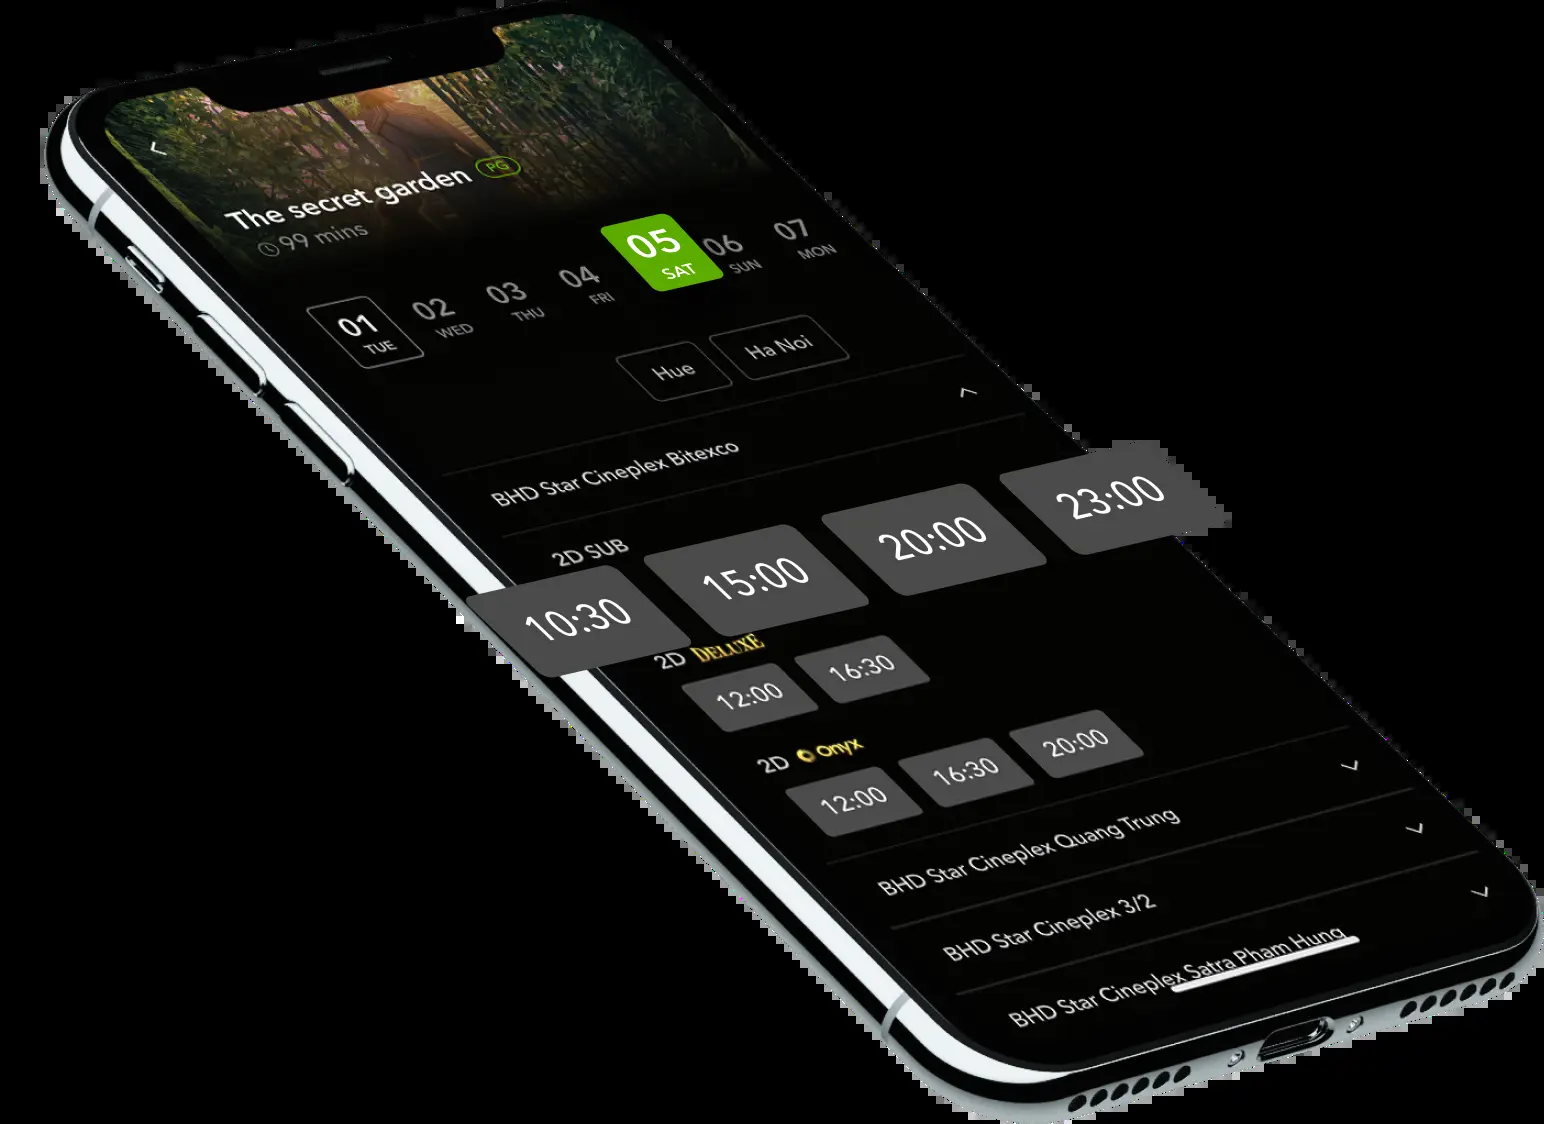 The secret garden PG
99 mins
01 02 03 04 05 06 07
TUE WED THU FRI SAT SUN MON
Hue Ha Noi
BHD Star Cineplex Bitexco
2D SUB
10:30 15:00 20:00 23:00
2D DELUXE
12:00 16:30
2D onyx
12:00 16:30 20:00
BHD Star Cineplex Quang Trung
BHD Star Cineplex 3/2
BHD Star Cineplex Satra Pham Hung